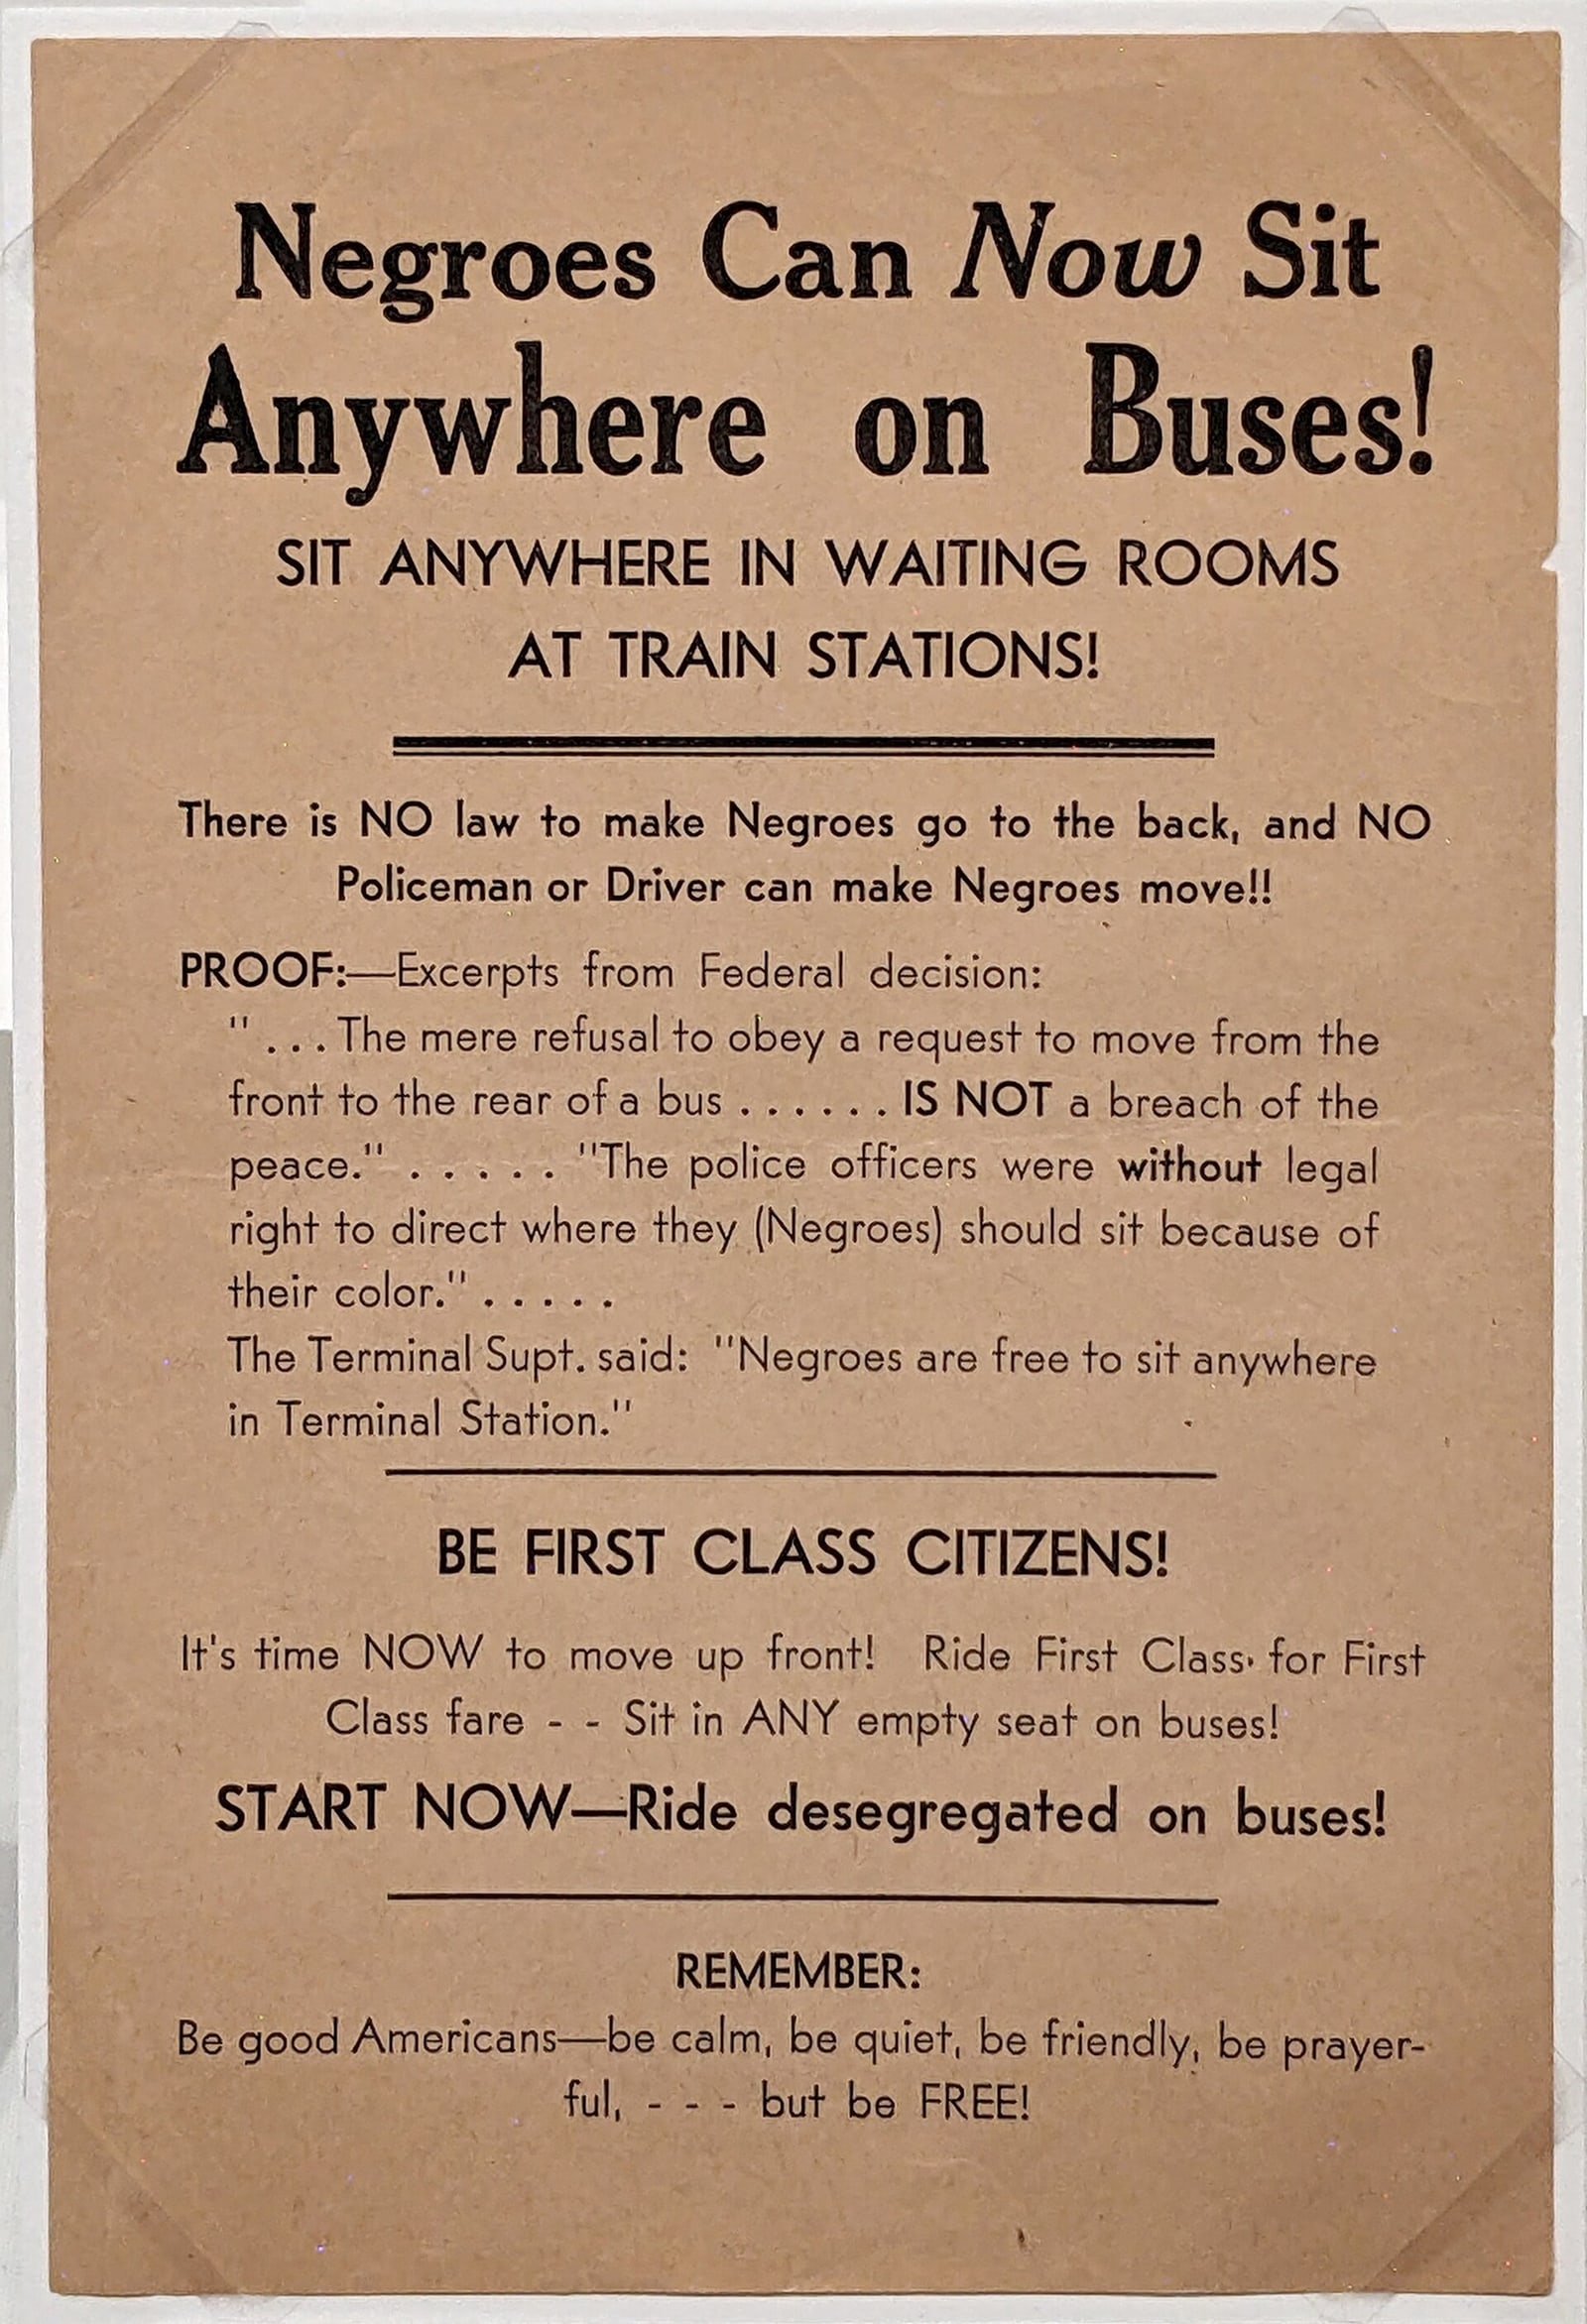 Negroes Can Now Sit
Anywhere on Buses!
SIT ANYWHERE IN WAITING ROOMS
AT TRAIN STATIONS!
There is NO law to make Negroes go to the back, and NO
Policeman or Driver can make Negroes move!!
PROOF:—Excerpts from Federal decision:
"...The mere refusal to obey a request to move from the
front to the rear of a bus ...... IS NOT a breach of the
peace." ..... "The police officers were without legal
right to direct where they (Negroes) should sit because of
their color." .....
The Terminal Supt. said: "Negroes are free to sit anywhere
in Terminal Station."
BE FIRST CLASS CITIZENS!
It's time NOW to move up front! Ride First Class for First
Class fare - - Sit in ANY empty seat on buses!
START NOW—Ride desegregated on buses!
REMEMBER:
Be good Americans—be calm, be quiet, be friendly, be prayer-
ful, - - - but be FREE!